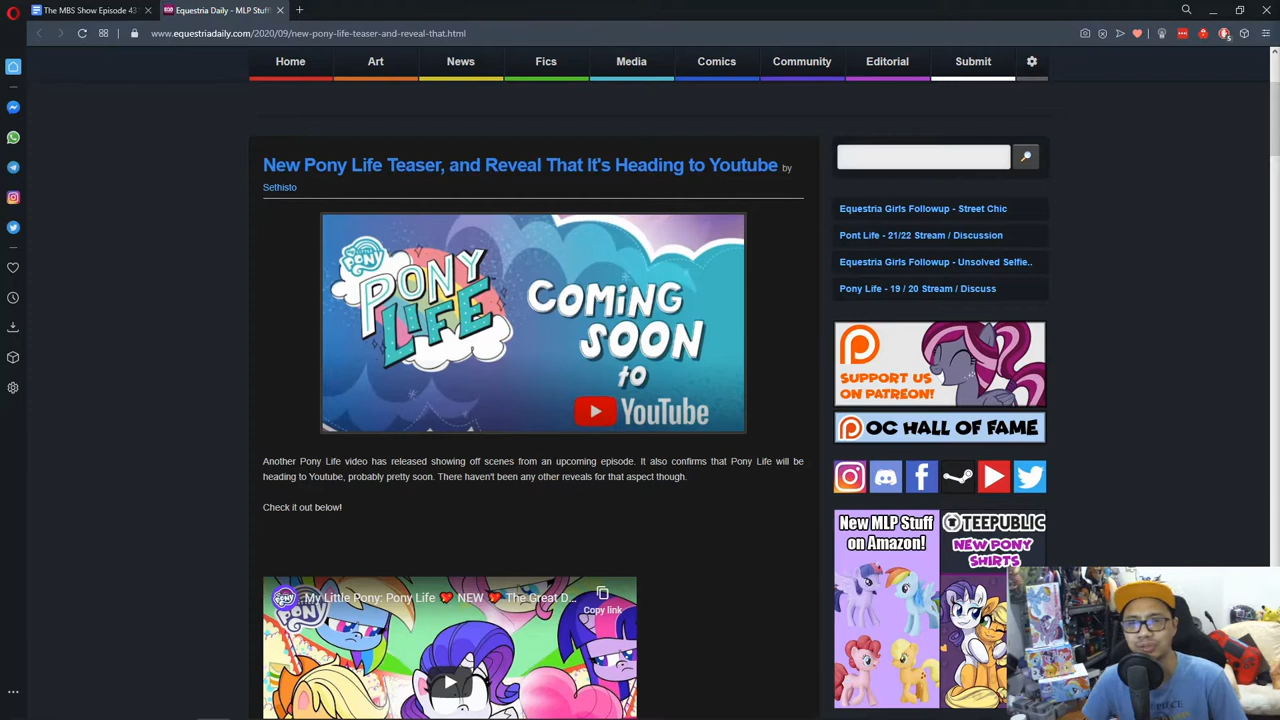 The MBS Show Episode 43
Equestria Daily - MLP Stuf
www.equestriadaily.com/2020/09/new-pony-life-teaser-and-reveal-that.html
Home
Art
News
Fics
Media
Comics
Community
Editorial
Submit
New Pony Life Teaser, and Reveal That It's Heading to Youtube by
Sethisto
My Little Pony
PONY
LIFE
COMING
SOON
to
YouTube
Another Pony Life video has released showing off scenes from an upcoming episode. It also confirms that Pony Life will be
heading to Youtube, probably pretty soon. There haven't been any other reveals for that aspect though.
Check it out below!
My Little Pony: Pony Life 💖 NEW 💖 The Great D...
Copy link
Equestria Girls Followup - Street Chic
Pont Life - 21/22 Stream / Discussion
Equestria Girls Followup - Unsolved Selfie..
Pony Life - 19 / 20 Stream / Discuss
SUPPORT US
ON PATREON!
OC HALL OF FAME
New MLP Stuff
on Amazon!
TEEPUBLIC
NEW PONY
SHIRTS